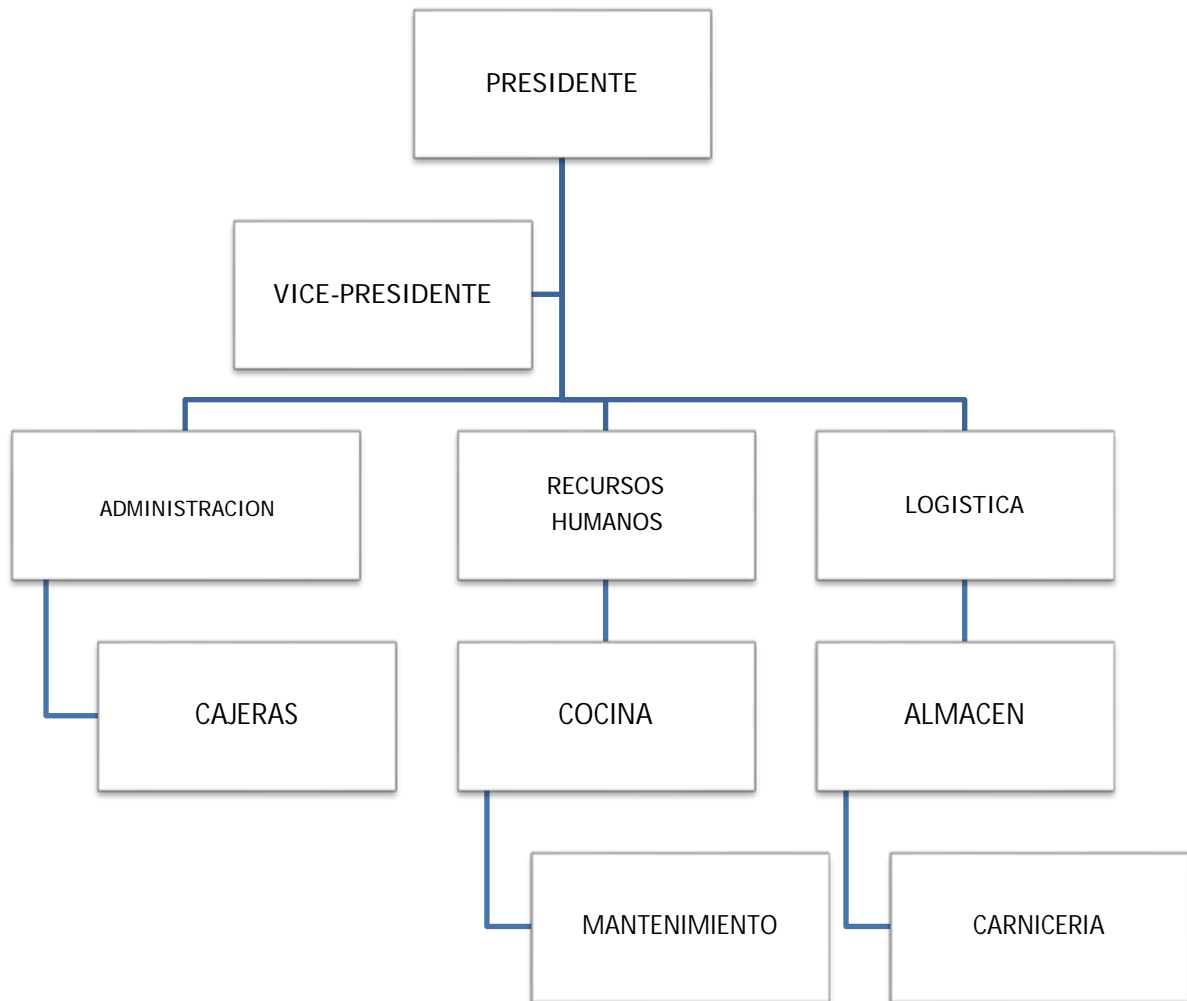 PRESIDENTE
VICE-PRESIDENTE
ADMINISTRACION
RECURSOS
HUMANOS
LOGISTICA
CAJERAS
COCINA
ALMACEN
MANTENIMIENTO
CARNICERIA